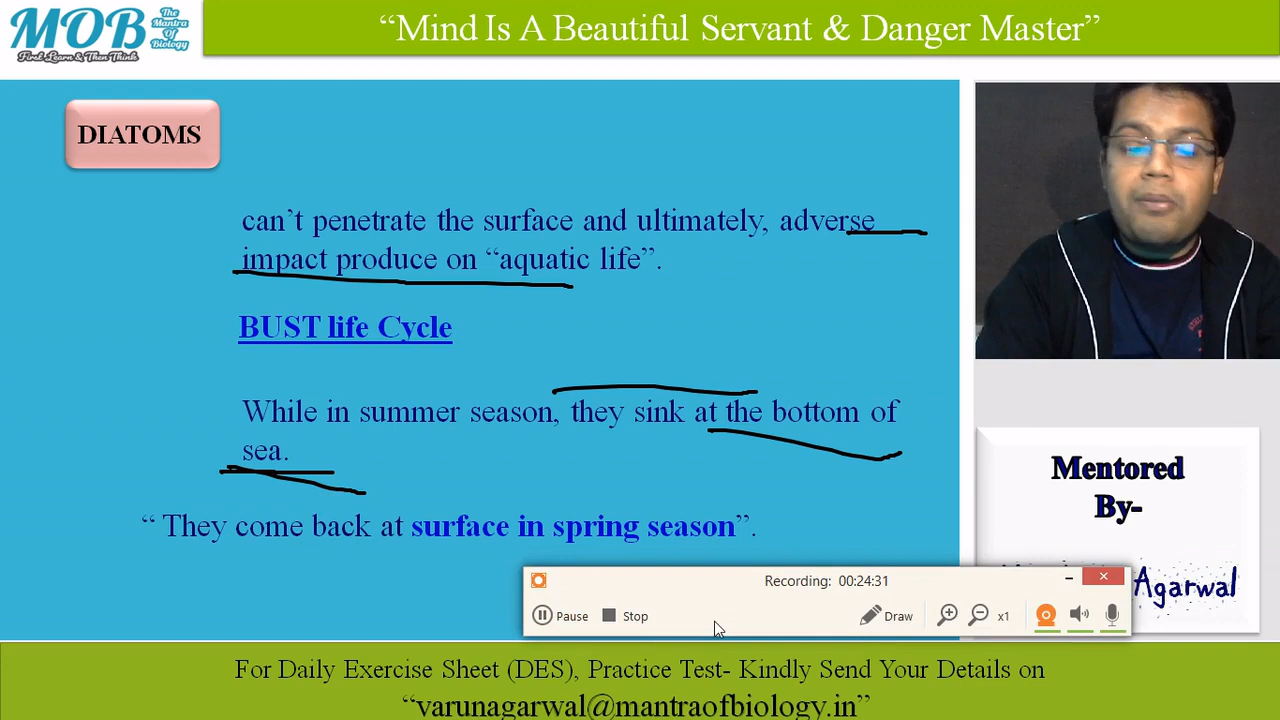 MOB
The
Mantra
Of
Biology
First Learn & Then Think
“Mind Is A Beautiful Servant & Danger Master”
DIATOMS
can’t penetrate the surface and ultimately, adverse
impact produce on “aquatic life”.
BUST life Cycle
While in summer season, they sink at the bottom of
sea.
“ They come back at surface in spring season”.
Mentored
By-
Agarwal
Recording: 00:24:31
Pause
Stop
Draw
x1
For Daily Exercise Sheet (DES), Practice Test- Kindly Send Your Details on
“varunagarwal@mantraofbiology.in”